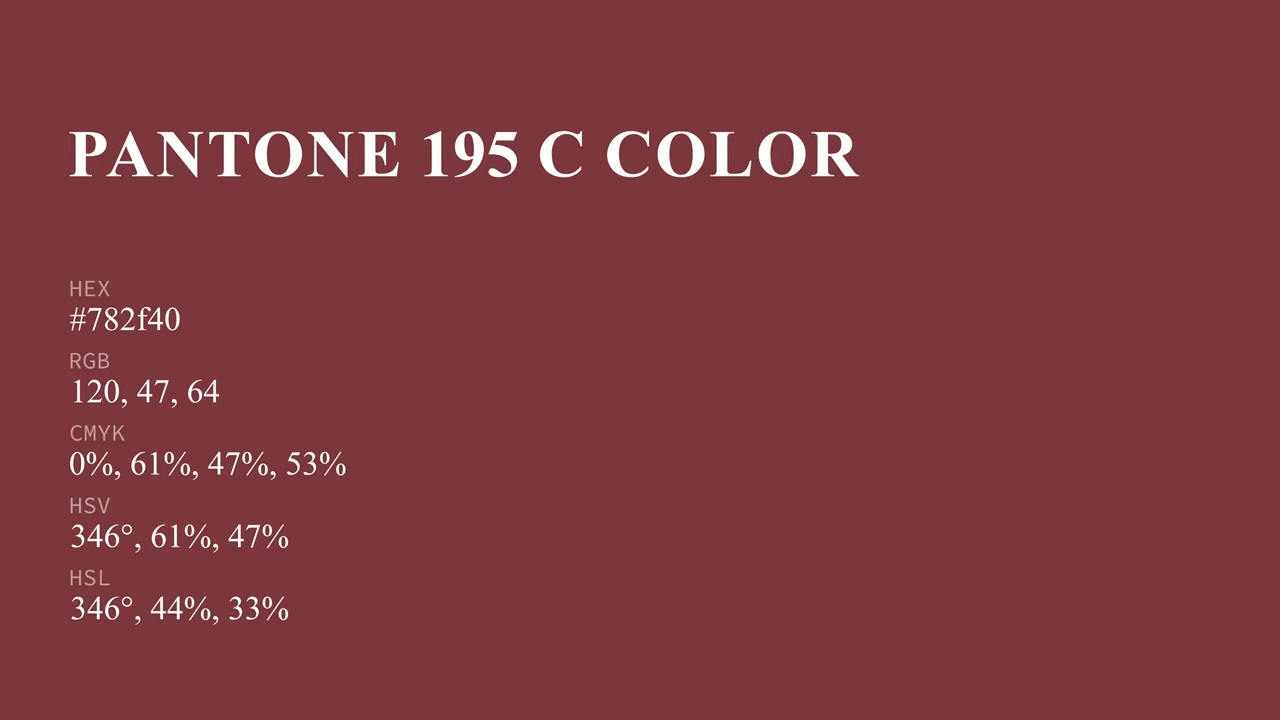 PANTONE 195 C COLOR
HEX
#782f40
RGB
120, 47, 64
CMYK
0%, 61%, 47%, 53%
HSV
346°, 61%, 47%
HSL
346°, 44%, 33%